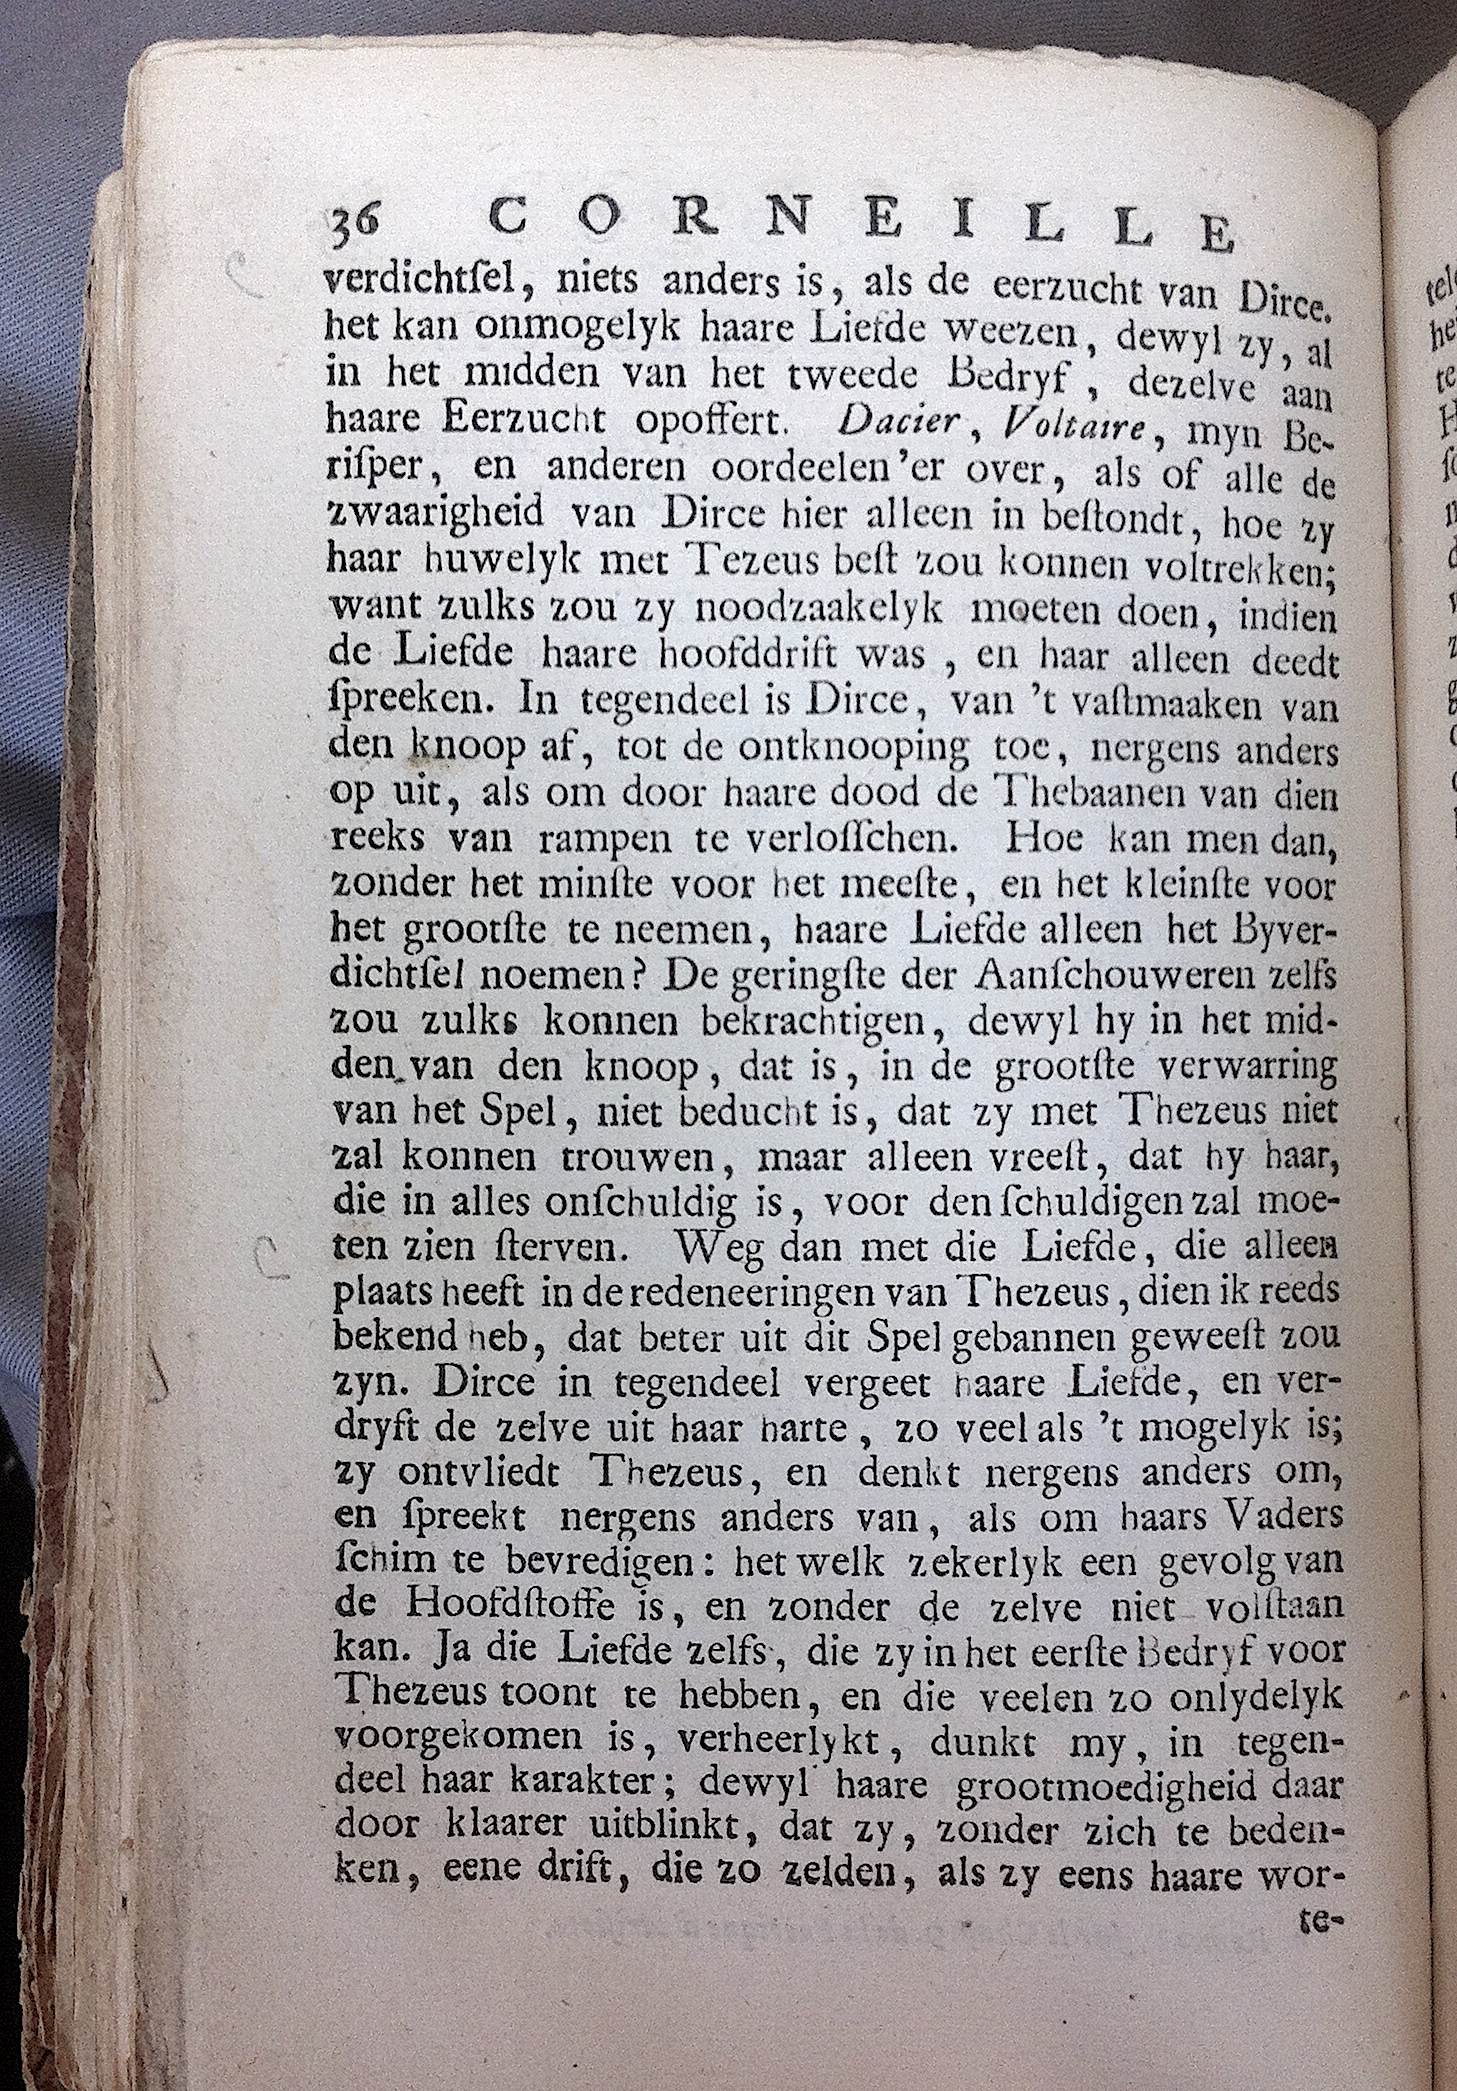 36 CORNEILLE
verdichtſel, niets anders is, als de eerzucht van Dirce.
het kan onmogelyk haare Liefde weezen, dewyl zy, al
in het midden van het tweede Bedryf, dezelve aan
haare Eerzucht opoffert. Dacier, Voltaire, myn Be-
riſper, en anderen oordeelen 'er over, als of alle de
zwaarigheid van Dirce hier alleen in beſtondt, hoe zy
haar huwelyk met Tezeus beſt zou konnen voltrekken;
want zulks zou zy noodzaakelyk moeten doen, indien
de Liefde haare hoofddrift was, en haar alleen deedt
ſpreeken. In tegendeel is Dirce, van 't vaſtmaaken van
den knoop af, tot de ontknooping toe, nergens anders
op uit, als om door haare dood de Thebaanen van dien
reeks van rampen te verloſſchen. Hoe kan men dan,
zonder het minſte voor het meeſte, en het kleinſte voor
het grootſte te neemen, haare Liefde alleen het Byver-
dichtſel noemen? De geringſte der Aanſchouweren zelfs
zou zulks konnen bekrachtigen, dewyl hy in het mid-
den van den knoop, dat is, in de grootſte verwarring
van het Spel, niet beducht is, dat zy met Thezeus niet
zal konnen trouwen, maar alleen vreeſt, dat hy haar,
die in alles onſchuldig is, voor den ſchuldigen zal moe-
ten zien ſterven. Weg dan met die Liefde, die alleen
plaats heeft in de redeneeringen van Thezeus, dien ik reeds
bekend heb, dat beter uit dit Spel gebannen geweeſt zou
zyn. Dirce in tegendeel vergeet haare Liefde, en ver-
dryft de zelve uit haar harte, zo veel als 't mogelyk is;
zy ontvliedt Thezeus, en denkt nergens anders om,
en ſpreekt nergens anders van, als om haars Vaders
ſchim te bevredigen: het welk zekerlyk een gevolg van
de Hoofdſtoffe is, en zonder de zelve niet volſtaan
kan. Ja die Liefde zelfs, die zy in het eerſte Bedryf voor
Thezeus toont te hebben, en die veelen zo onlydelyk
voorgekomen is, verheerlykt, dunkt my, in tegen-
deel haar karakter; dewyl haare grootmoedigheid daar
door klaarer uitblinkt, dat zy, zonder zich te beden-
ken, eene drift, die zo zelden, als zy eens haare wor-
te-